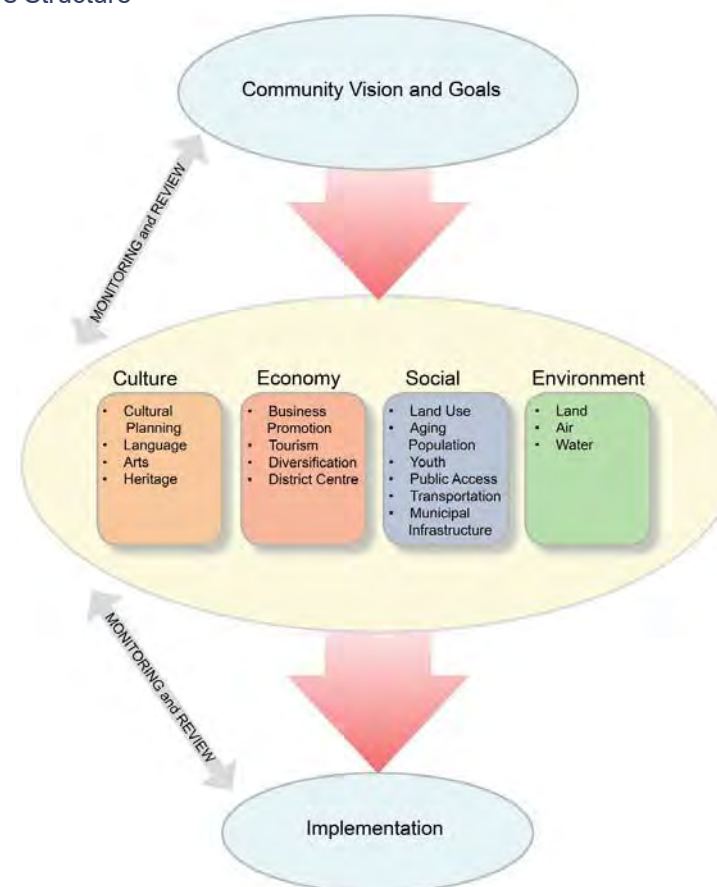 Structure
Community Vision and Goals
MONITORING and REVIEW
Culture
• Cultural
Planning
• Language
• Arts
• Heritage
Economy
• Business
Promotion
• Tourism
• Diversification
• District Centre
Social
• Land Use
• Aging
Population
• Youth
• Public Access
• Transportation
• Municipal
Infrastructure
Environment
• Land
• Air
• Water
MONITORING and REVIEW
Implementation